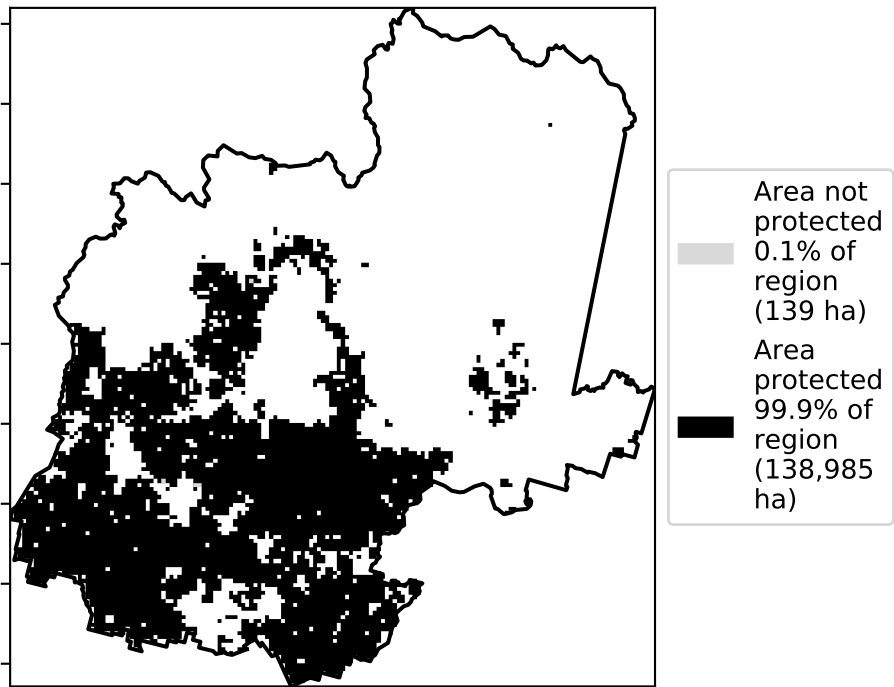 Area not
protected
0.1% of
region
(139 ha)
Area
protected
99.9% of
region
(138,985
ha)